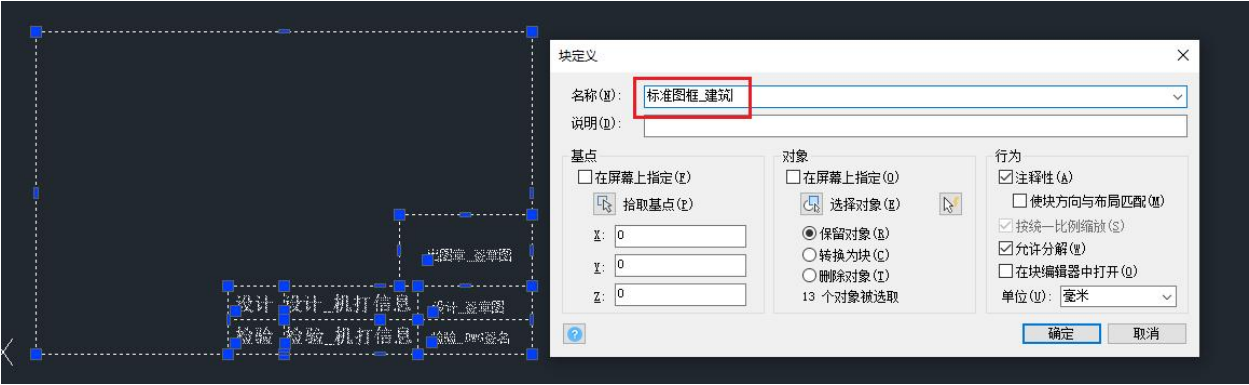 出图章_签章图
设计 设计_机打信息 设计_签章图
检验 检验_机打信息 检验_DWG签名
块定义
名称(N): 标准图框_建筑
说明(D):
基点
在屏幕上指定(F)
拾取基点(P)
X: 0
Y: 0
Z: 0
对象
在屏幕上指定(O)
选择对象(E)
保留对象(R)
转换为块(C)
删除对象(T)
13 个对象被选取
行为
注释性(A)
使块方向与布局匹配(M)
按统一比例缩放(S)
允许分解(W)
在块编辑器中打开(O)
单位(U): 毫米
?
确定 取消